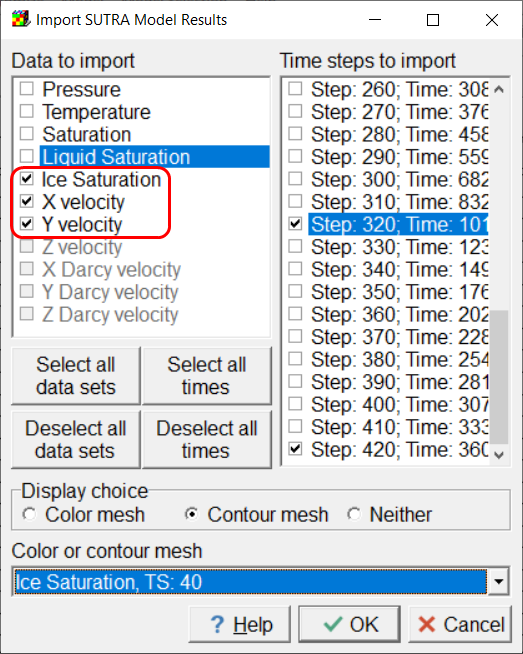 Import SUTRA Model Results
Data to import
Pressure
Temperature
Saturation
Liquid Saturation
Ice Saturation
X velocity
Y velocity
Z velocity
X Darcy velocity
Y Darcy velocity
Z Darcy velocity
Time steps to import
Step: 260; Time: 308
Step: 270; Time: 376
Step: 280; Time: 458
Step: 290; Time: 559
Step: 300; Time: 682
Step: 310; Time: 832
Step: 320; Time: 101
Step: 330; Time: 123
Step: 340; Time: 149
Step: 350; Time: 176
Step: 360; Time: 202
Step: 370; Time: 228
Step: 380; Time: 254
Step: 390; Time: 281
Step: 400; Time: 307
Step: 410; Time: 333
Step: 420; Time: 360
Select all
data sets
Select all
times
Deselect all
data sets
Deselect all
times
Display choice
Color mesh
Contour mesh
Neither
Color or contour mesh
Ice Saturation, TS: 40
? Help
OK
Cancel